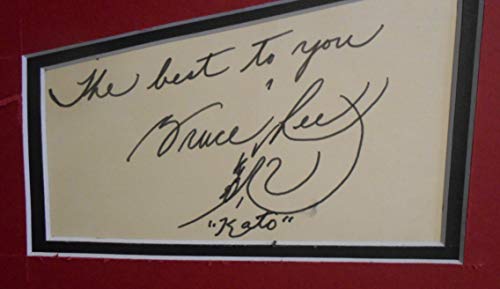 The best to you
Bruce Lee
"Kato"